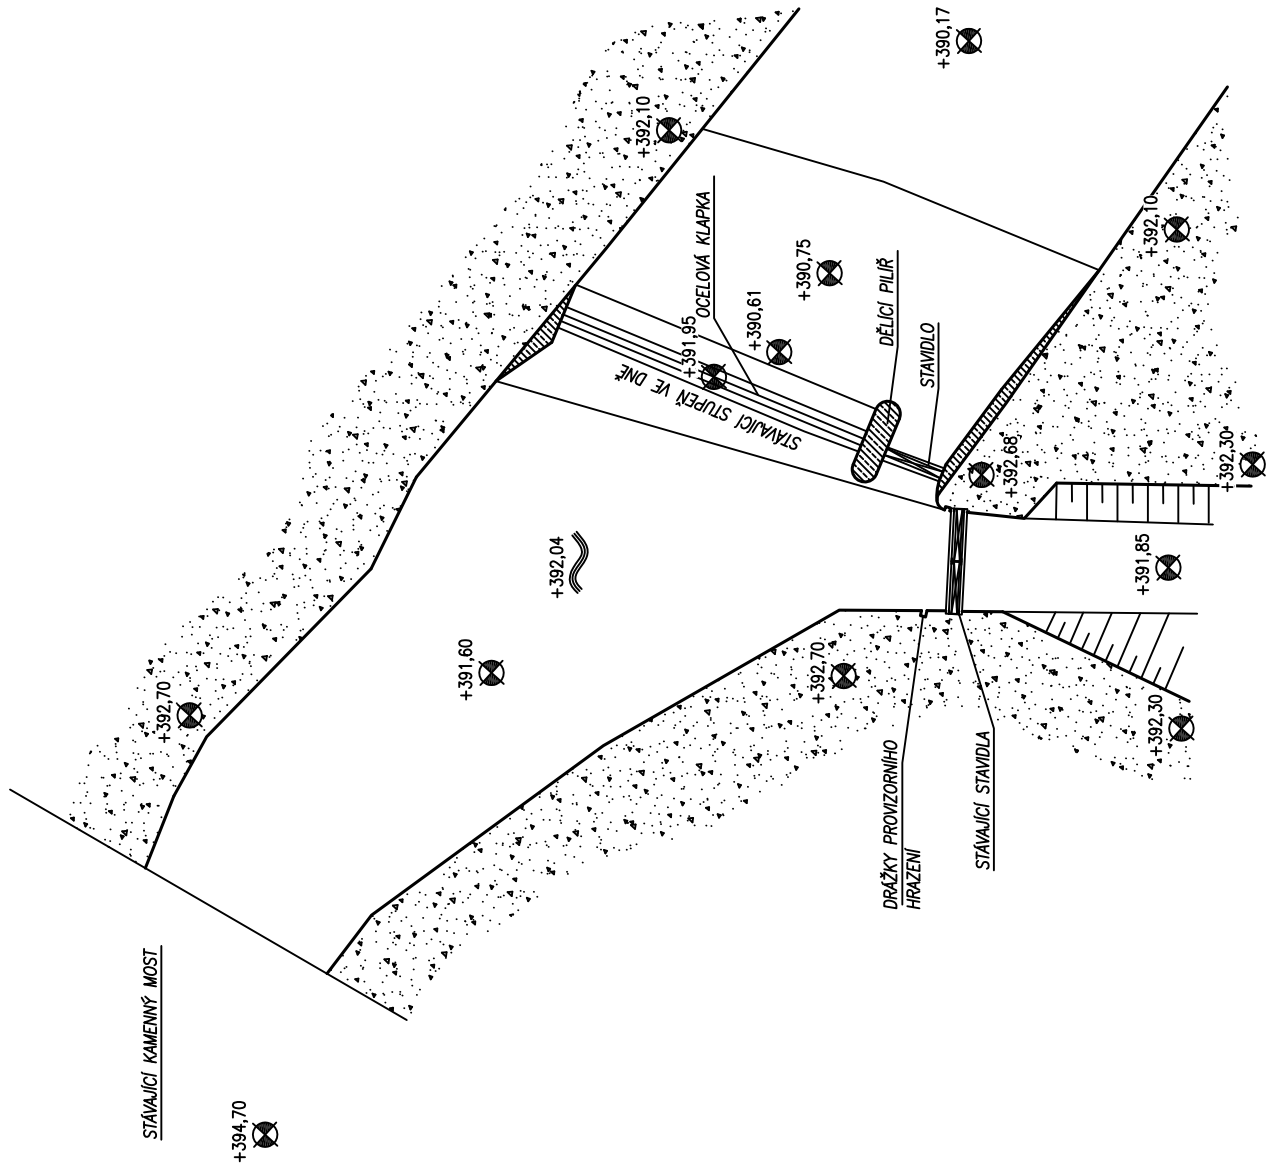 STÁVAJÍCÍ KAMENNÝ MOST
+394,70
+392,70
+391,60
+392,04
+392,10
+390,17
OCELOVÁ KLAPKA
+391,95
+390,61
+390,75
STÁVAJÍCÍ STUPEŇ VE DNĚ
DĚLÍCÍ PILÍŘ
STAVIDLO
+392,10
+392,68
+392,30
+391,85
+392,70
+392,30
DRÁŽKY PROVIZORNÍHO
HRAZENÍ
STÁVAJÍCÍ STAVIDLA